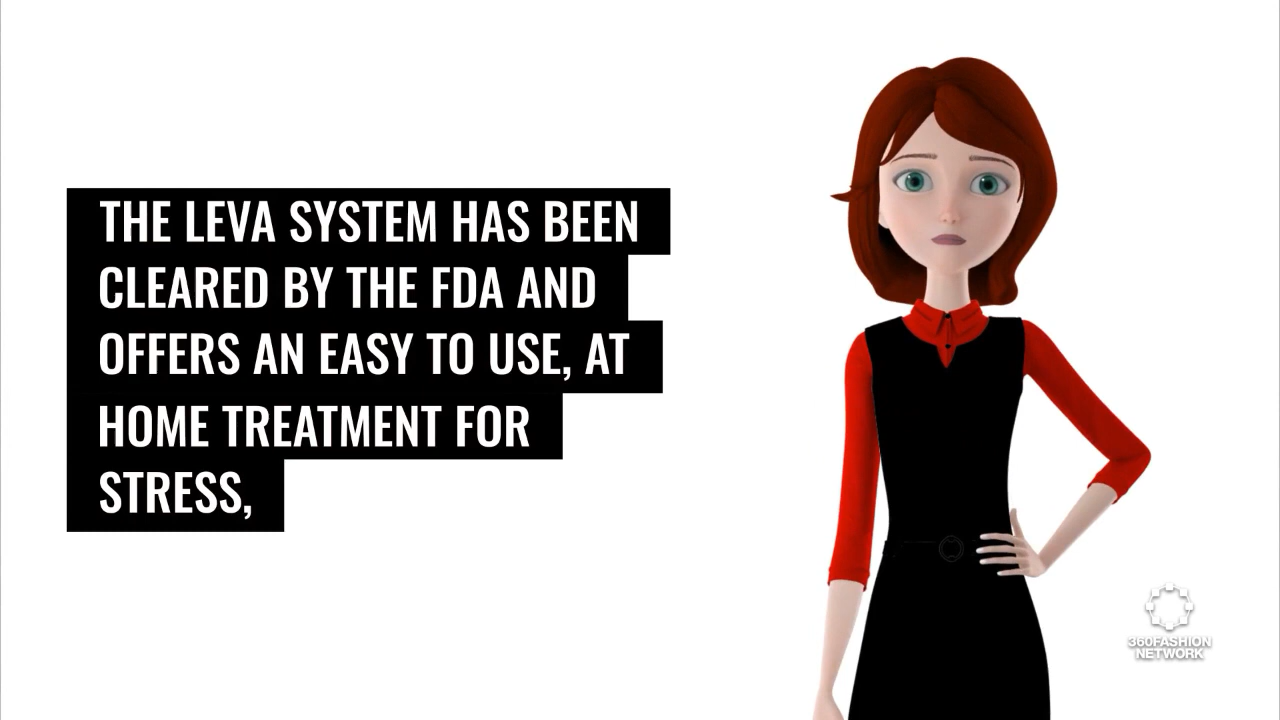 THE LEVA SYSTEM HAS BEEN
CLEARED BY THE FDA AND
OFFERS AN EASY TO USE, AT
HOME TREATMENT FOR
STRESS,
360FASHION
NETWORK